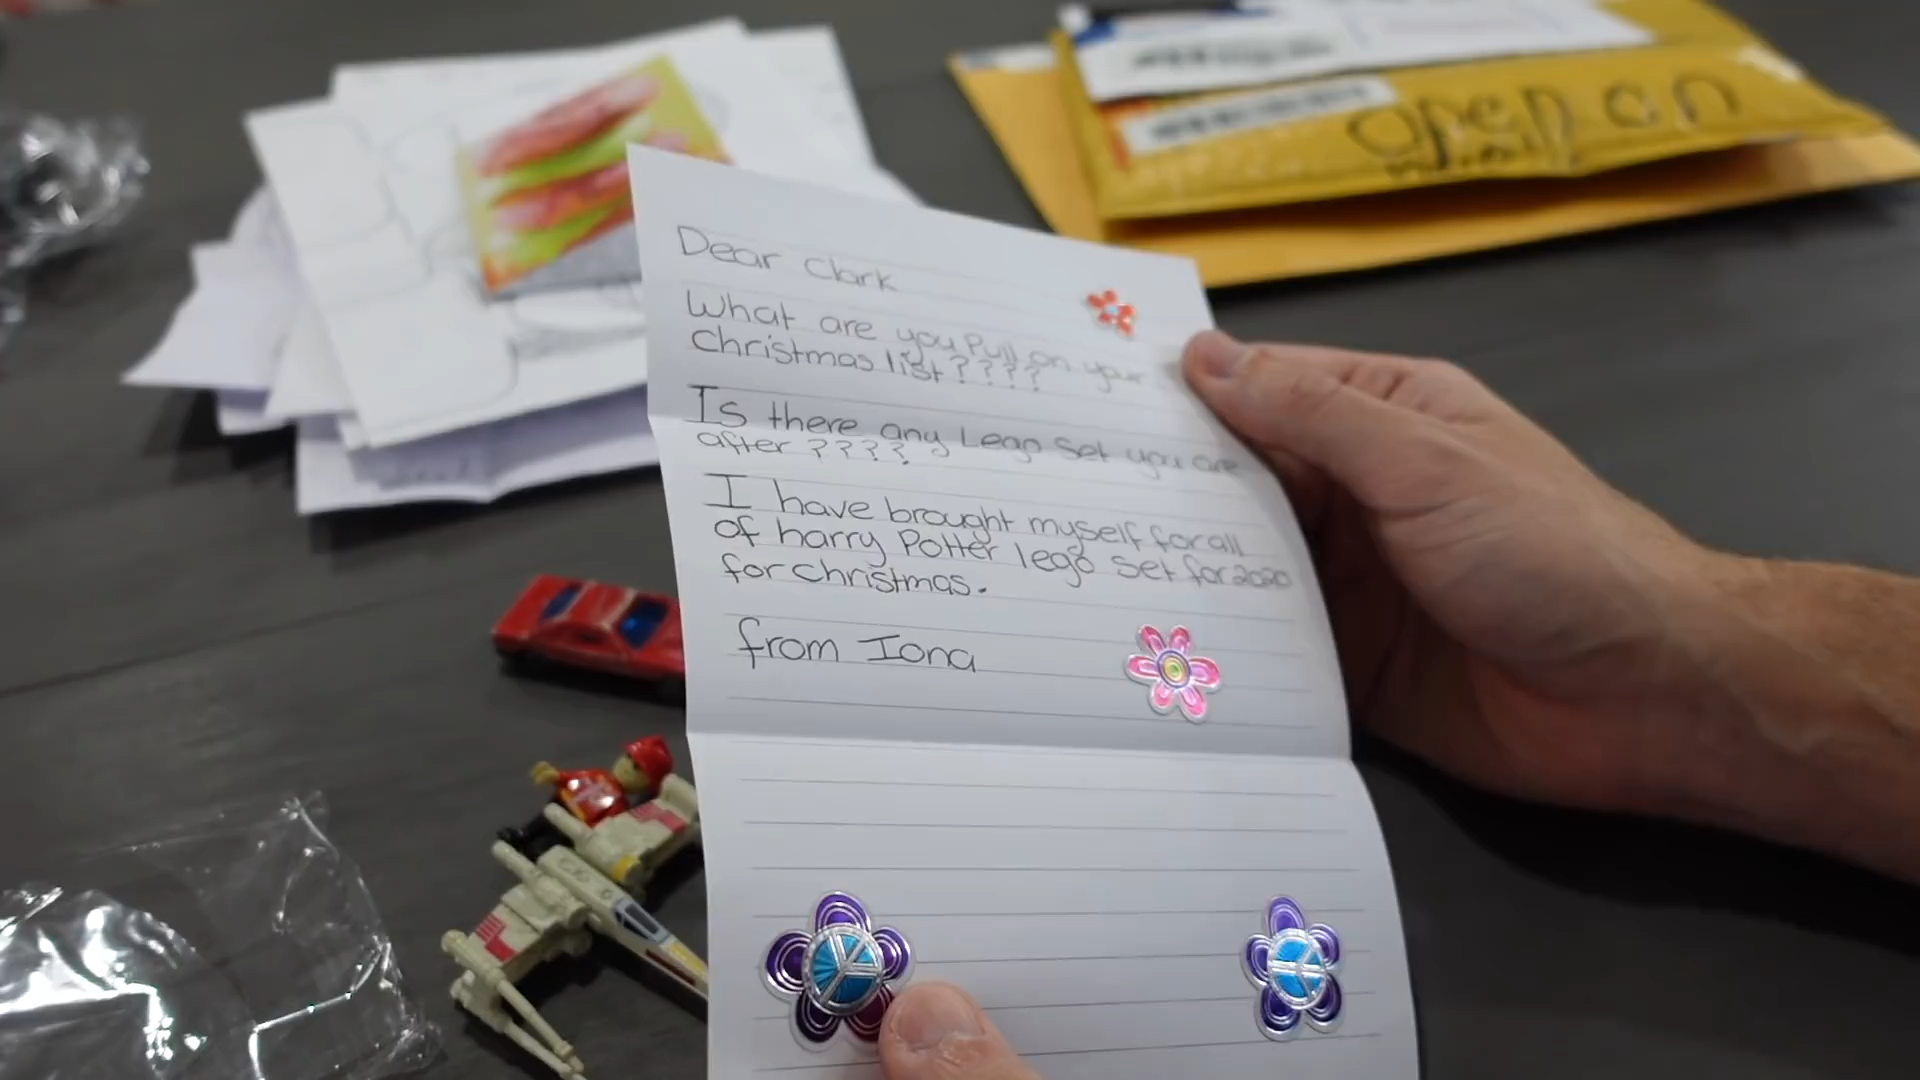 open on
Dear Clark
What are you Pull on your
Christmas list????
Is there any Lego Set you are
after ????
I have brought myself for all
of harry Potter lego set for 2020
for christmas.
from Iona